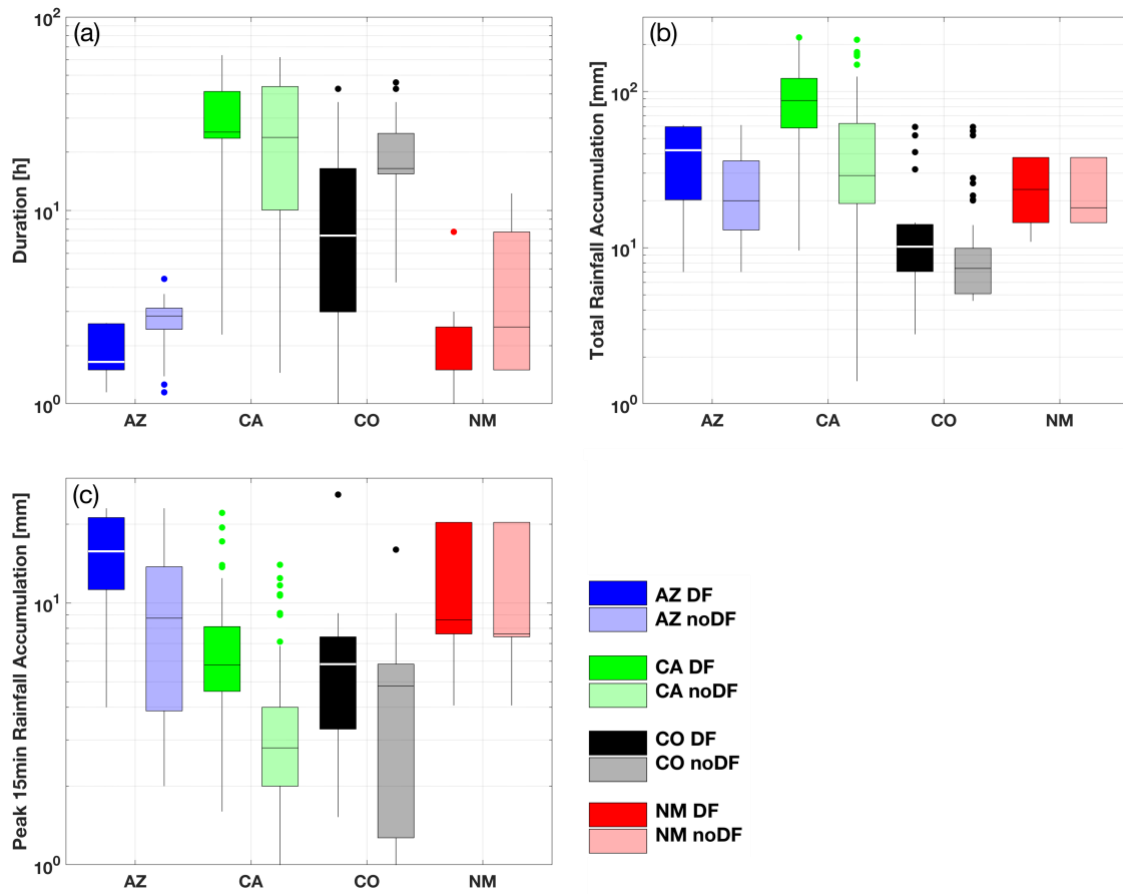 (a)
10²
10¹
10⁰
Duration [h]
AZ CA CO NM
(b)
10²
10¹
10⁰
Total Rainfall Accumulation [mm]
AZ CA CO NM
(c)
10¹
10⁰
Peak 15min Rainfall Accumulation [mm]
AZ CA CO NM
AZ DF
AZ noDF
CA DF
CA noDF
CO DF
CO noDF
NM DF
NM noDF